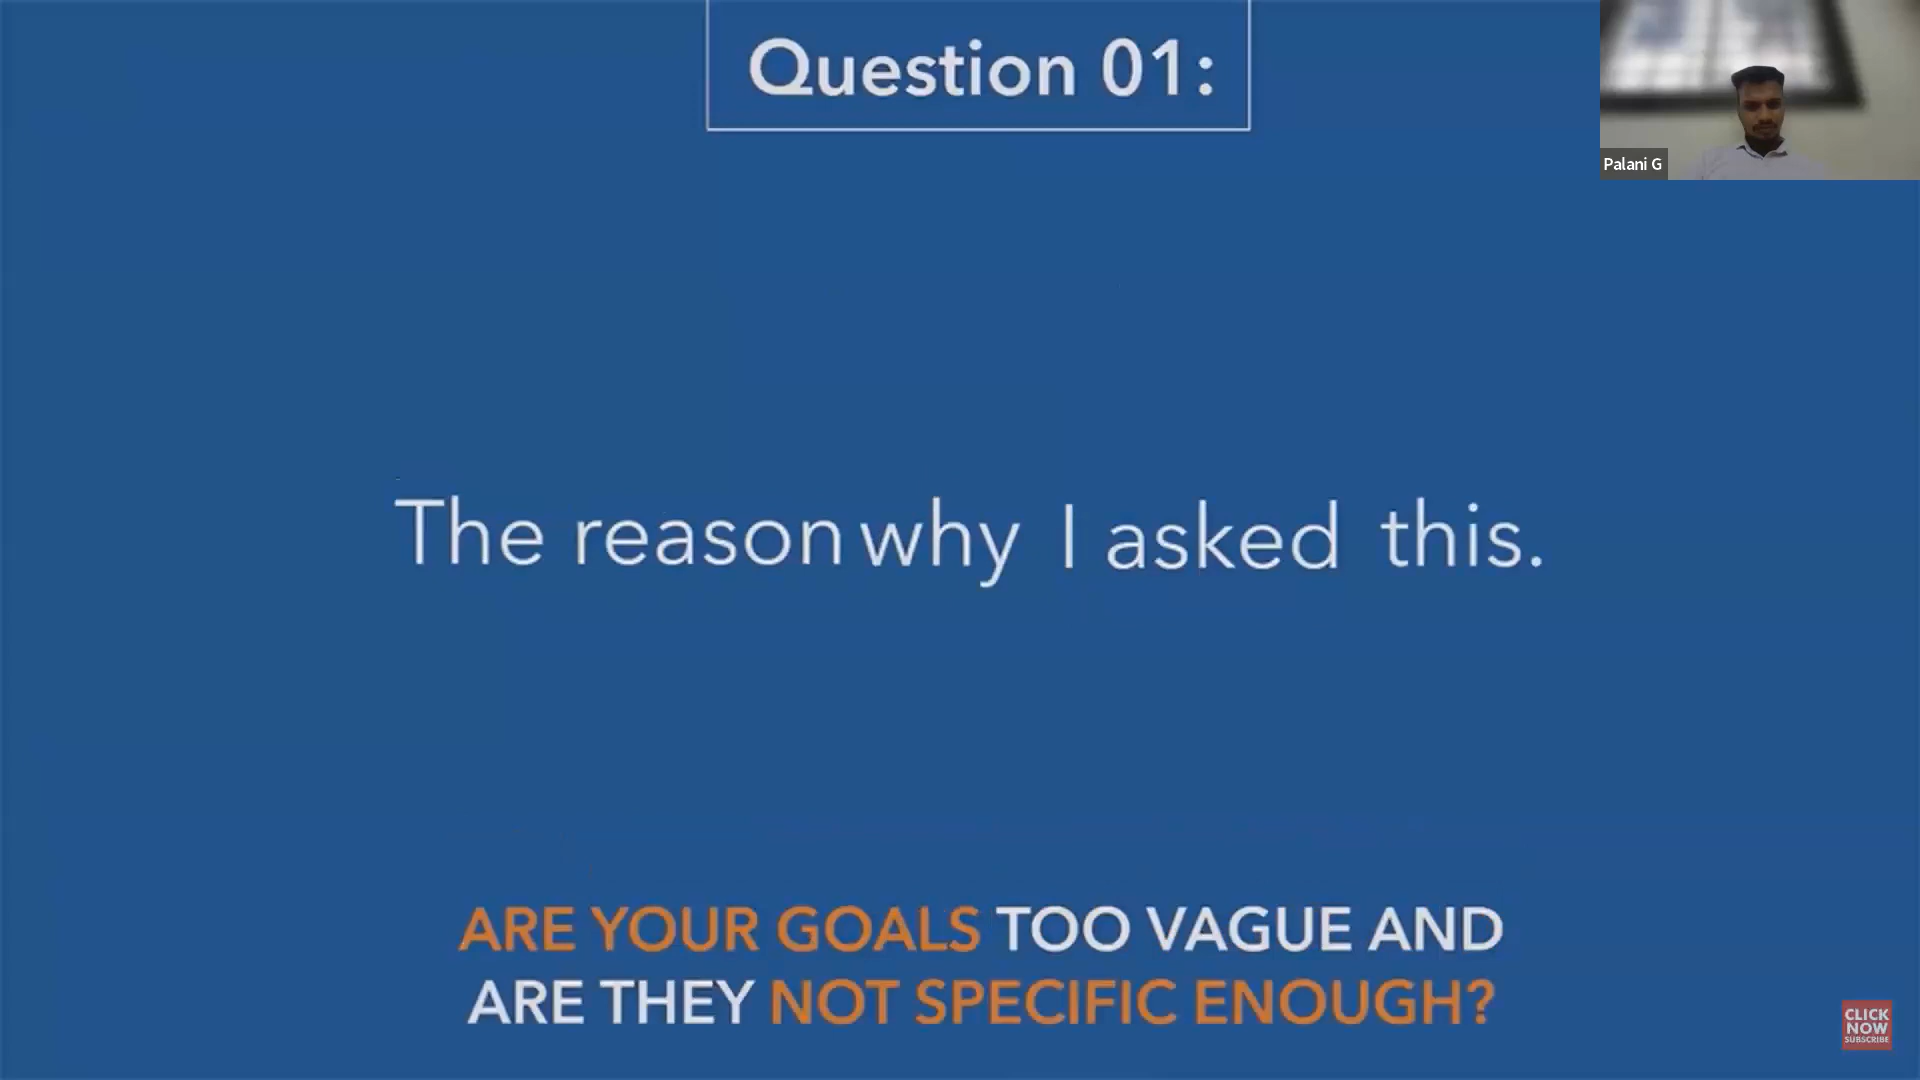 Question 01:
Palani G
The reason why I asked this.
ARE YOUR GOALS TOO VAGUE AND
ARE THEY NOT SPECIFIC ENOUGH?
CLICK
NOW
SUBSCRIBE